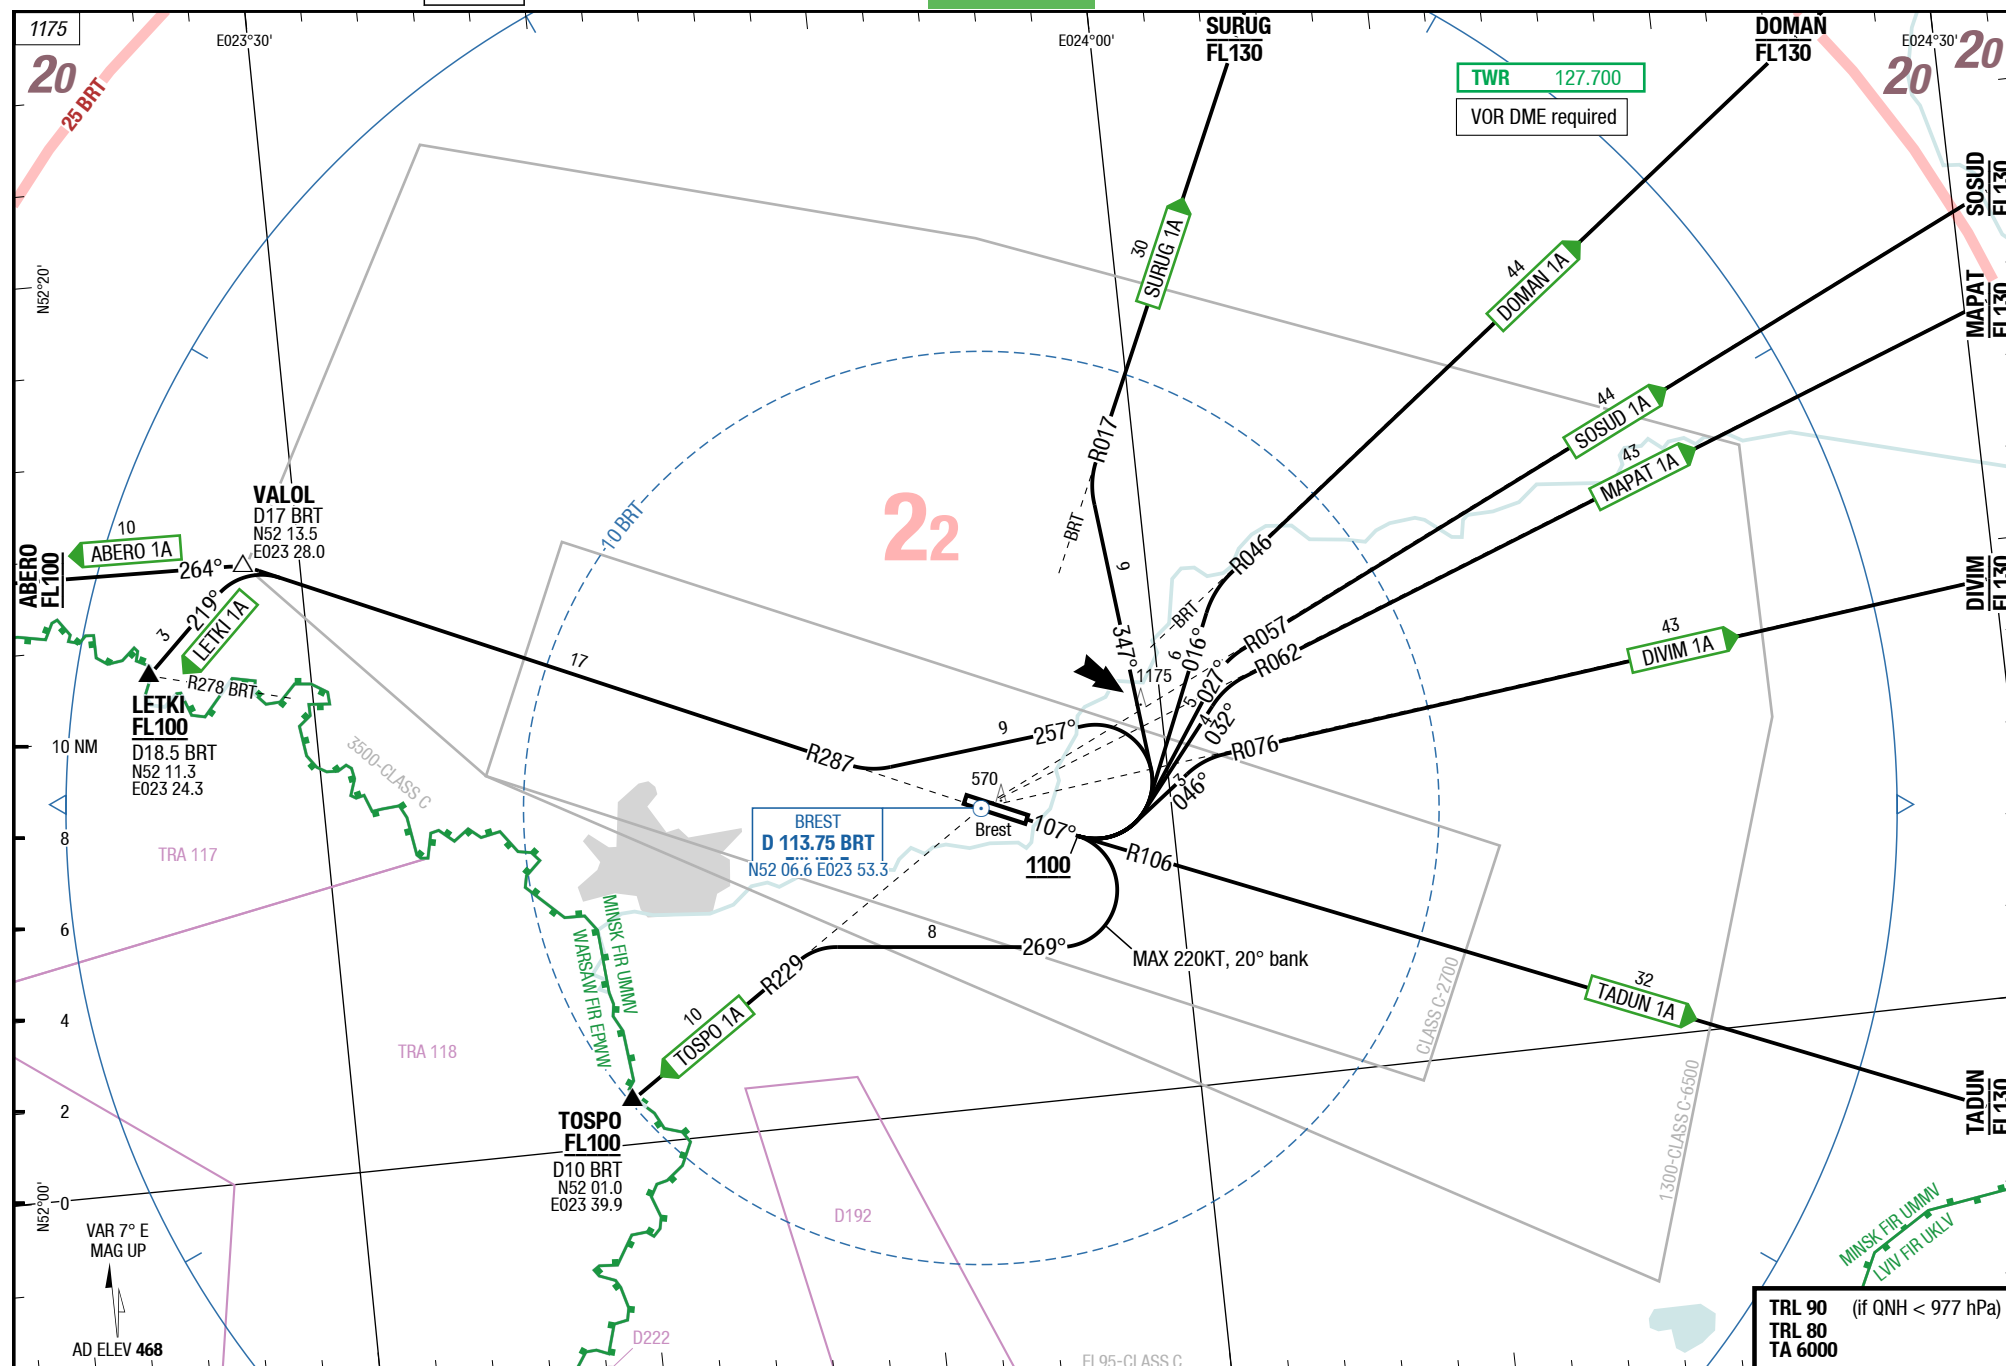 1175
20
25 BRT
E023°30'
E024°00'
E024°30'
SURUG
FL130
DOMAN
FL130
20
20
TWR 127.700
VOR DME required
SOSUD
FL130
MAPAT
FL130
DIVIM
FL130
TADUN
FL130
N52°20'
30
SURUG 1A
44
DOMAN 1A
44
SOSUD 1A
43
MAPAT 1A
43
DIVIM 1A
32
TADUN 1A
R017
BRT
9
347°
R046
BRT
6
016°
R057
5
027°
R062
4
032°
R076
3
046°
1175
22
10 BRT
VALOL
D17 BRT
N52 13.5
E023 28.0
10
ABERO 1A
ABERO
FL100
264°
219°
3
LETKI 1A
R278 BRT
LETKI
FL100
D18.5 BRT
N52 11.3
E023 24.3
17
R287
9
257°
570
Brest
107°
1100
R106
BREST
D 113.75 BRT
N52 06.6 E023 53.3
3500-CLASS C
10 NM
8
6
4
2
0
TRA 117
TRA 118
MINSK FIR UMMV
WARSAW FIR EPWW
8
269°
MAX 220KT, 20° bank
R229
10
TOSPO 1A
TOSPO
FL100
D10 BRT
N52 01.0
E023 39.9
CLASS C-2700
1300-CLASS C-6500
D192
D222
N52°00'
VAR 7° E
MAG UP
AD ELEV 468
MINSK FIR UMMV
LVIV FIR UKLV
FL95-CLASS C
TRL 90 (if QNH < 977 hPa)
TRL 80
TA 6000